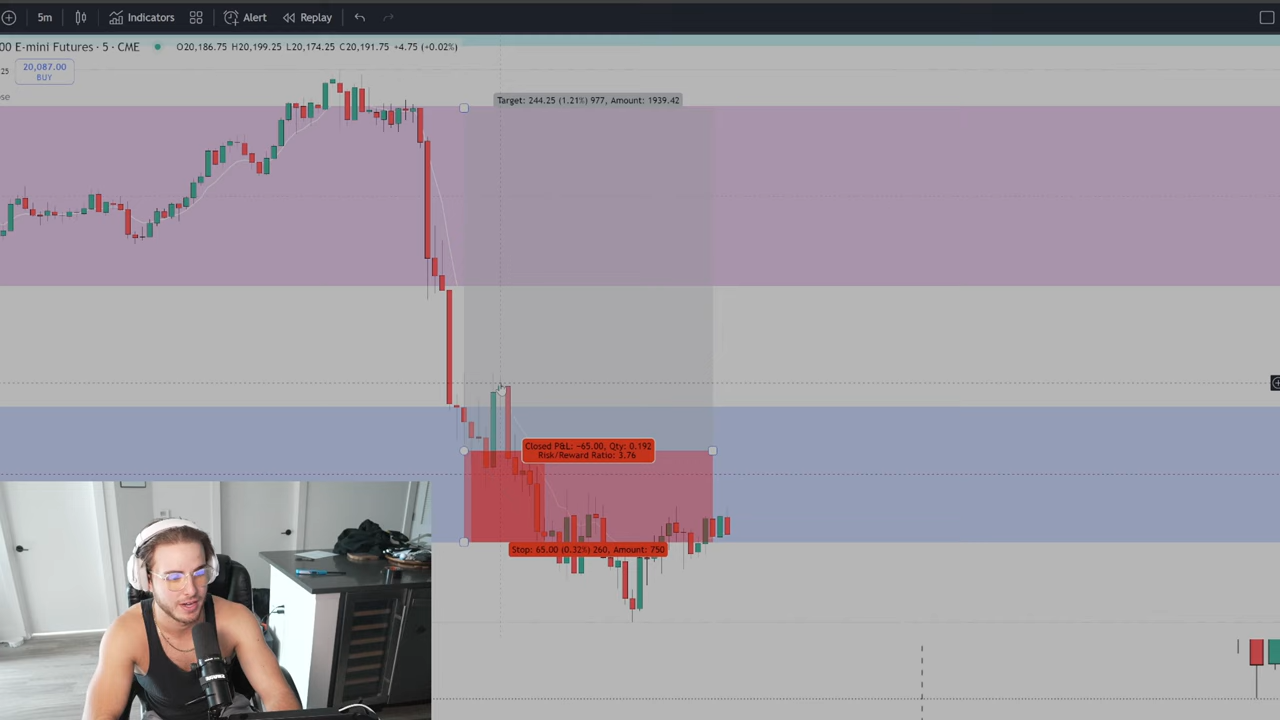 5m Indicators Alert Replay
00 E-mini Futures · 5 · CME O20,186.75 H20,199.25 L20,174.25 C20,191.75 +4.75 (+0.02%)
25
20,087.00
BUY
Target: 244.25 (1.21%) 977, Amount: 1939.42
Closed P&L: −65.00, Qty: 0.192
Risk/Reward Ratio: 3.76
Stop: 65.00 (0.32%) 260, Amount: 750